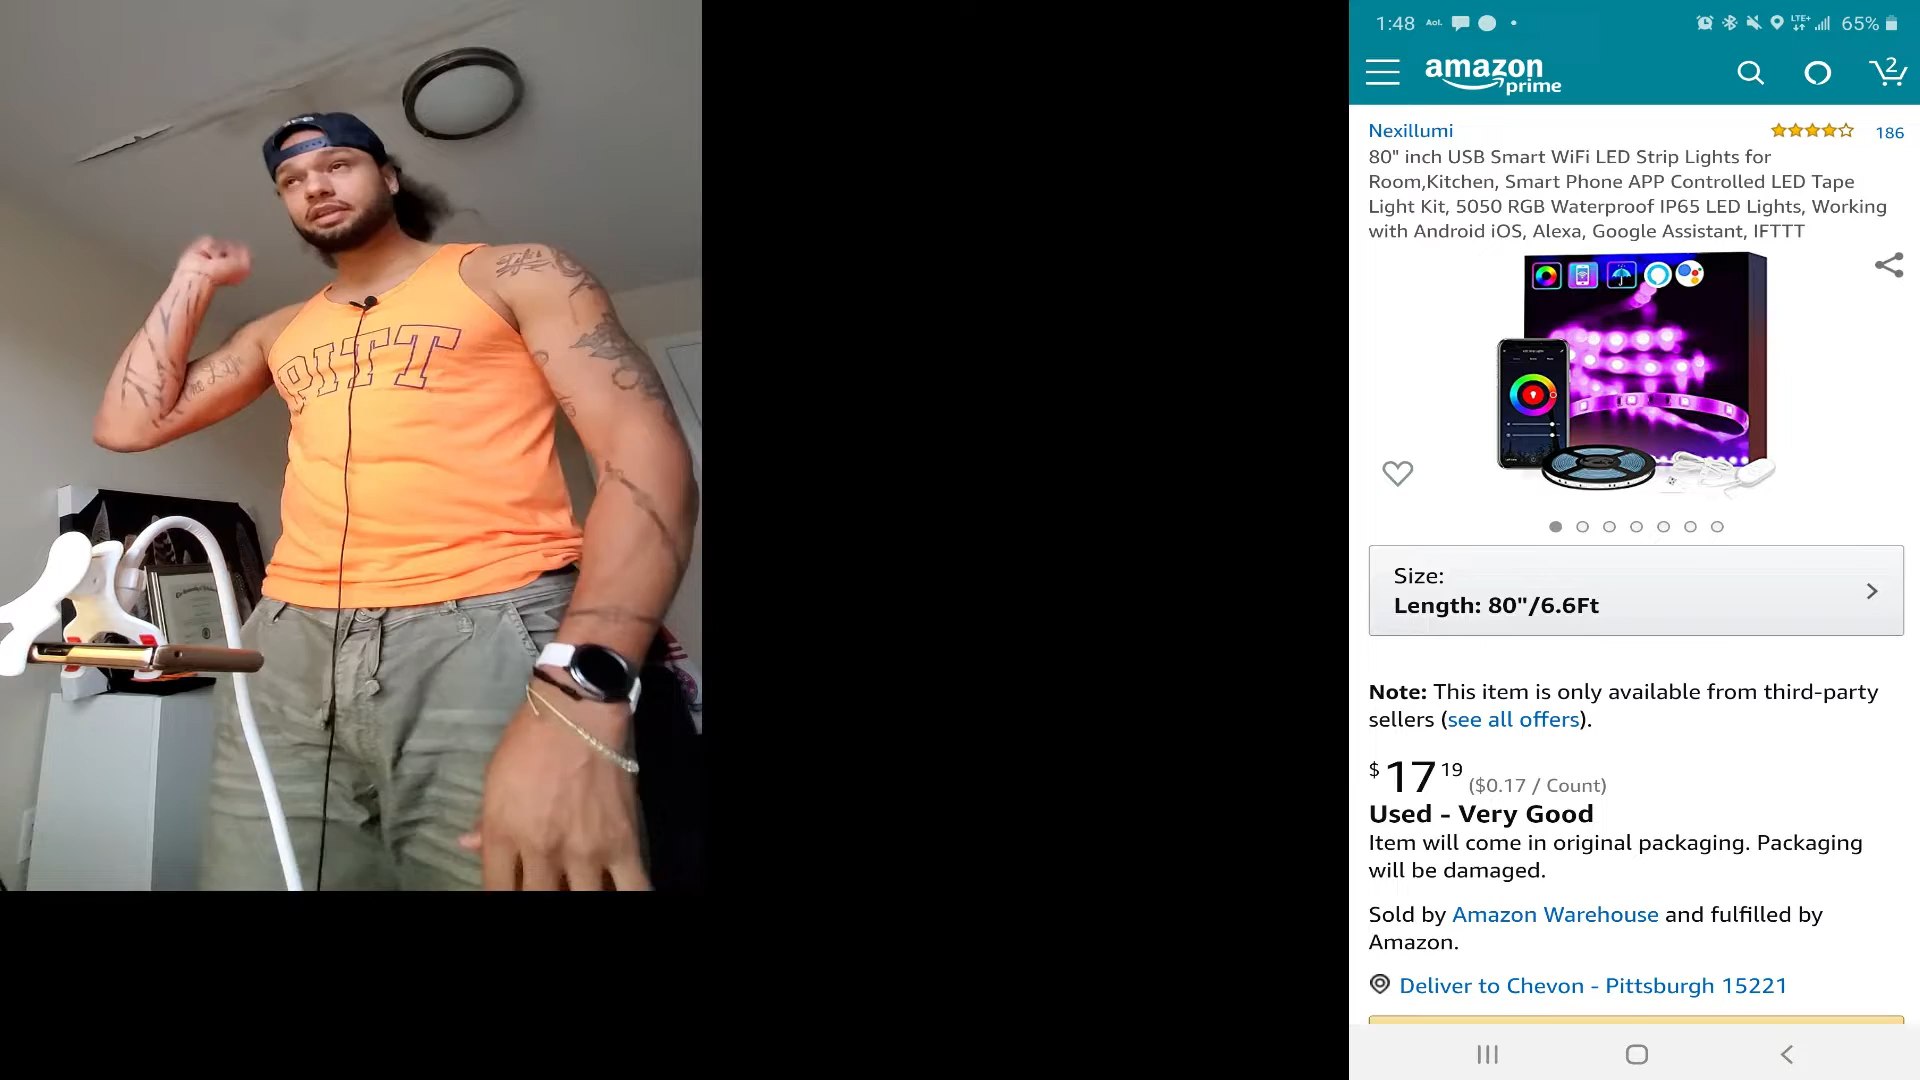 PITT
1:48 Aol. LTE+ 65%
amazon
prime
2
Nexillumi
186
80" inch USB Smart WiFi LED Strip Lights for
Room,Kitchen, Smart Phone APP Controlled LED Tape
Light Kit, 5050 RGB Waterproof IP65 LED Lights, Working
with Android iOS, Alexa, Google Assistant, IFTTT
Size:
Length: 80"/6.6Ft
Note: This item is only available from third-party
sellers (see all offers).
$17 19 ($0.17 / Count)
Used - Very Good
Item will come in original packaging. Packaging
will be damaged.
Sold by Amazon Warehouse and fulfilled by
Amazon.
Deliver to Chevon - Pittsburgh 15221